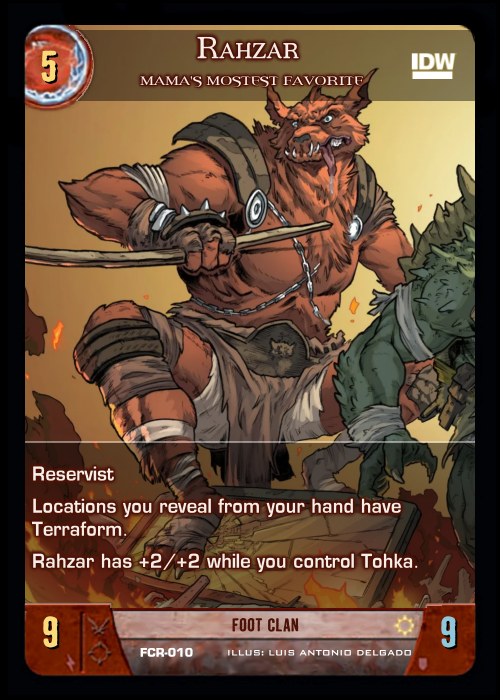 5
RAHZAR
MAMA'S MOSTEST FAVORITE
IDW
Reservist
Locations you reveal from your hand have
Terraform.
Rahzar has +2/+2 while you control Tohka.
9
FOOT CLAN
9
FCR-010
ILLUS: LUIS ANTONIO DELGADO